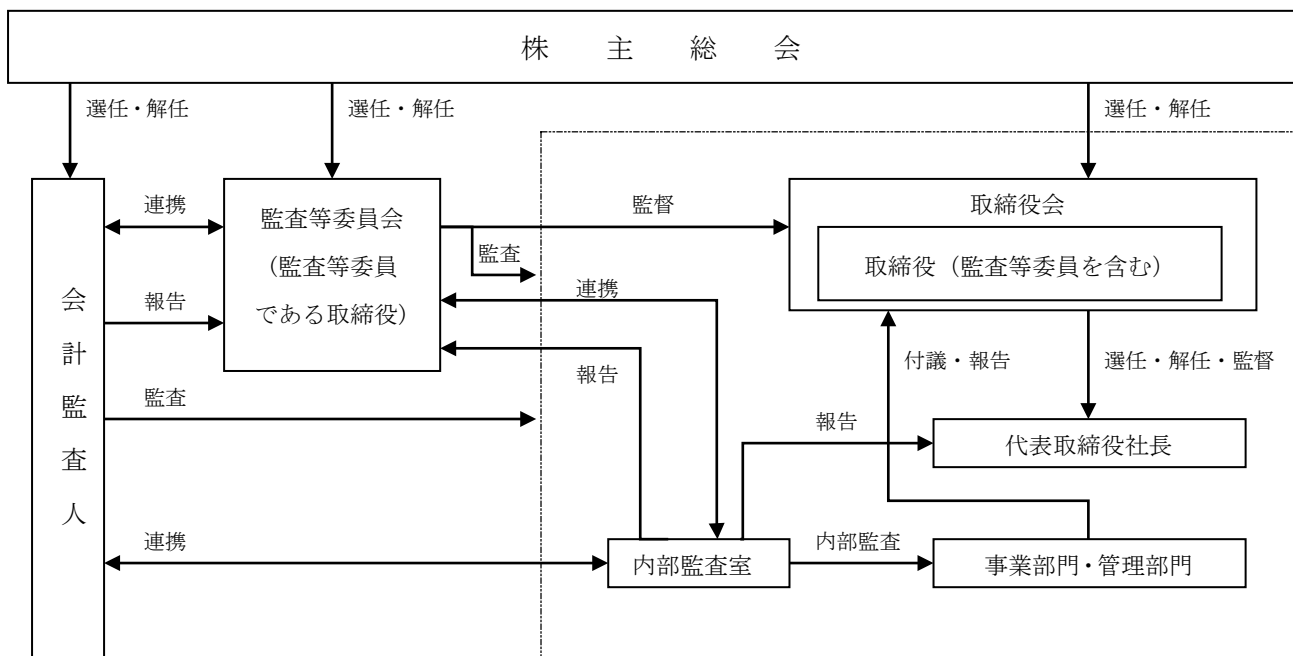 株主総会
選任・解任
選任・解任
選任・解任
会計監査人
連携
報告
監査
連携
監査等委員会
（監査等委員
である取締役）
監督
監査
連携
報告
取締役会
取締役（監査等委員を含む）
付議・報告
選任・解任・監督
報告
代表取締役社長
内部監査室
内部監査
事業部門・管理部門